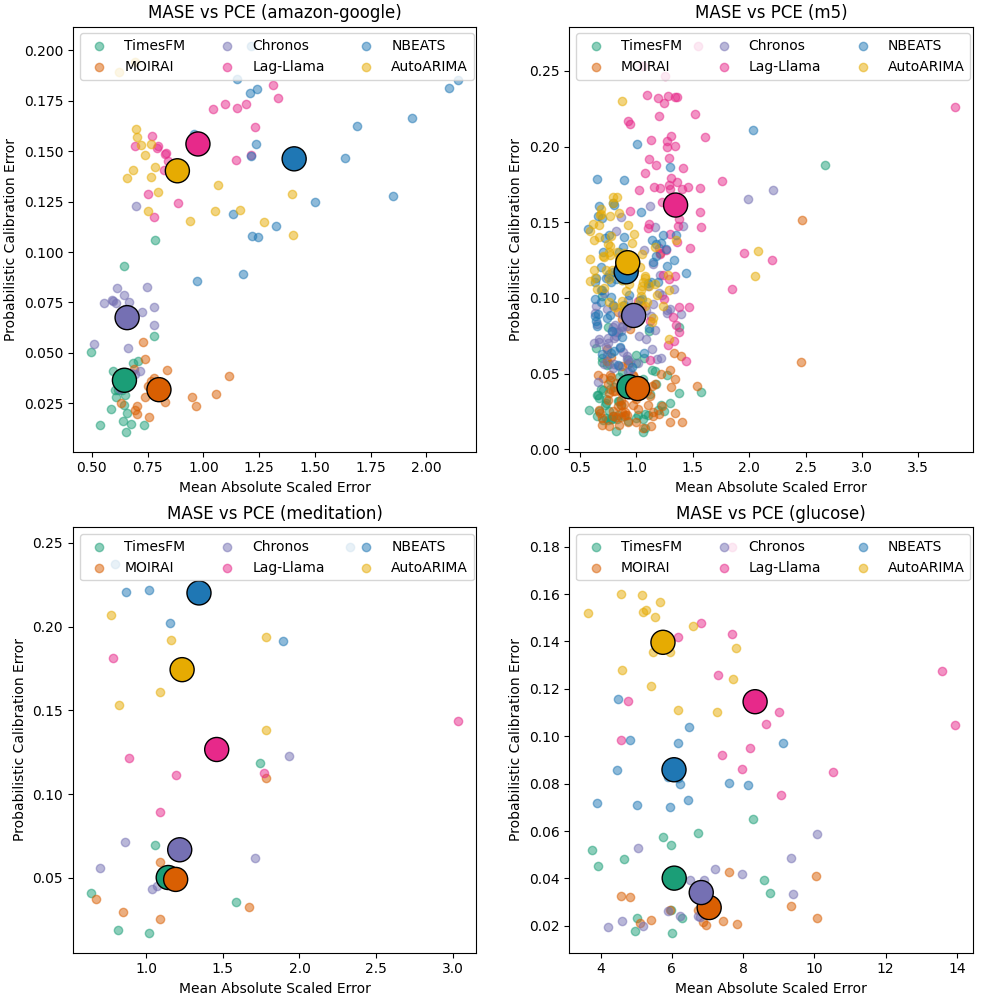 MASE vs PCE (amazon-google)
TimesFM Chronos NBEATS
MOIRAI Lag-Llama AutoARIMA
0.200
0.175
0.150
0.125
0.100
0.075
0.050
0.025
Probabilistic Calibration Error
0.50 0.75 1.00 1.25 1.50 1.75 2.00
Mean Absolute Scaled Error
MASE vs PCE (m5)
TimesFM Chronos NBEATS
MOIRAI Lag-Llama AutoARIMA
0.25
0.20
0.15
0.10
0.05
0.00
Probabilistic Calibration Error
0.5 1.0 1.5 2.0 2.5 3.0 3.5
Mean Absolute Scaled Error
MASE vs PCE (meditation)
TimesFM Chronos NBEATS
MOIRAI Lag-Llama AutoARIMA
0.25
0.20
0.15
0.10
0.05
Probabilistic Calibration Error
1.0 1.5 2.0 2.5 3.0
Mean Absolute Scaled Error
MASE vs PCE (glucose)
TimesFM Chronos NBEATS
MOIRAI Lag-Llama AutoARIMA
0.18
0.16
0.14
0.12
0.10
0.08
0.06
0.04
0.02
Probabilistic Calibration Error
4 6 8 10 12 14
Mean Absolute Scaled Error